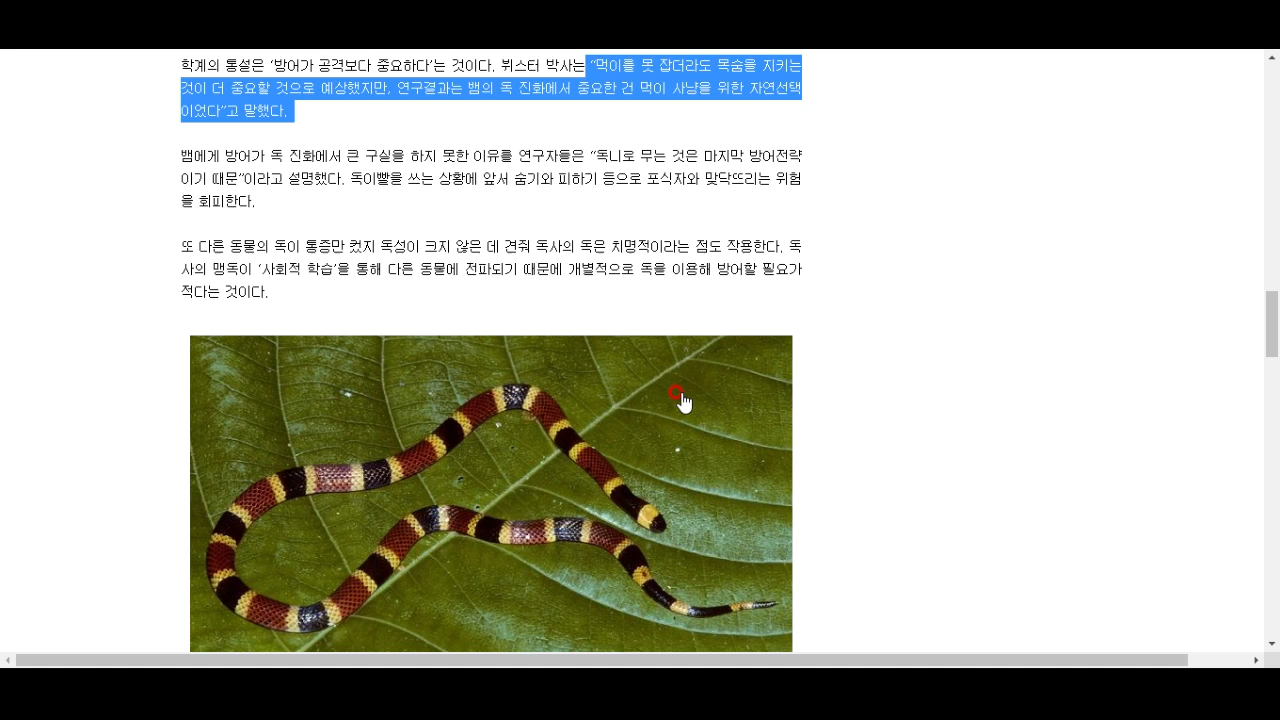 학계의 통설은 ‘방어가 공격보다 중요하다’는 것이다. 뷔스터 박사는 “먹이를 못 잡더라도 목숨을 지키는
것이 더 중요할 것으로 예상했지만, 연구결과는 뱀의 독 진화에서 중요한 건 먹이 사냥을 위한 자연선택
이었다”고 말했다.
뱀에게 방어가 독 진화에서 큰 구실을 하지 못한 이유를 연구자들은 “독니로 무는 것은 마지막 방어전략
이기 때문”이라고 설명했다. 독이빨을 쓰는 상황에 앞서 숨기와 피하기 등으로 포식자와 맞닥뜨리는 위험
을 회피한다.
또 다른 동물의 독이 통증만 컸지 독성이 크지 않은 데 견줘 독사의 독은 치명적이라는 점도 작용한다. 독
사의 맹독이 ‘사회적 학습’을 통해 다른 동물에 전파되기 때문에 개별적으로 독을 이용해 방어할 필요가
적다는 것이다.